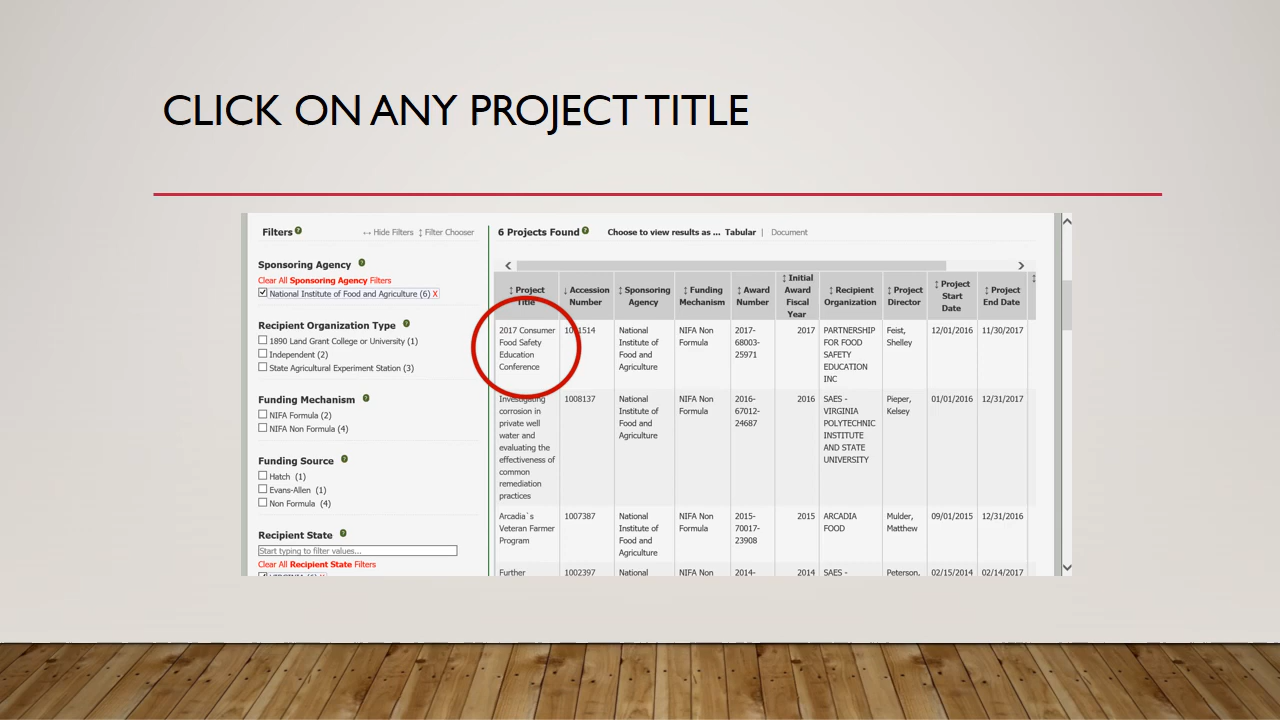 CLICK ON ANY PROJECT TITLE
Filters
Hide Filters
Filter Chooser
Sponsoring Agency
Clear All Sponsoring Agency Filters
National Institute of Food and Agriculture (6) X
Recipient Organization Type
1890 Land Grant College or University (1)
Independent (2)
State Agricultural Experiment Station (3)
Funding Mechanism
NIFA Formula (2)
NIFA Non Formula (4)
Funding Source
Hatch (1)
Evans-Allen (1)
Non Formula (4)
Recipient State
Start typing to filter values...
Clear All Recipient State Filters
6 Projects Found
Choose to view results as ... Tabular | Document
Project
Title
Accession
Number
Sponsoring
Agency
Funding
Mechanism
Award
Number
Initial
Award
Fiscal
Year
Recipient
Organization
Project
Director
Project
Start
Date
Project
End Date
2017 Consumer
Food Safety
Education
Conference
National
Institute of
Food and
Agriculture
NIFA Non
Formula
2017-
68003-
25971
2017
PARTNERSHIP
FOR FOOD
SAFETY
EDUCATION
INC
Feist,
Shelley
12/01/2016
11/30/2017
Investigating
corrosion in
private well
water and
evaluating the
effectiveness of
common
remediation
practices
1008137
National
Institute of
Food and
Agriculture
NIFA Non
Formula
2016-
67012-
24687
2016
SAES -
VIRGINIA
POLYTECHNIC
INSTITUTE
AND STATE
UNIVERSITY
Pieper,
Kelsey
01/01/2016
12/31/2017
Arcadia`s
Veteran Farmer
Program
1007387
National
Institute of
Food and
Agriculture
NIFA Non
Formula
2015-
70017-
23908
2015
ARCADIA
FOOD
Mulder,
Matthew
09/01/2015
12/31/2016
Further
1002397
National
NIFA Non
2014-
2014
SAES -
Peterson,
02/15/2014
02/14/2017